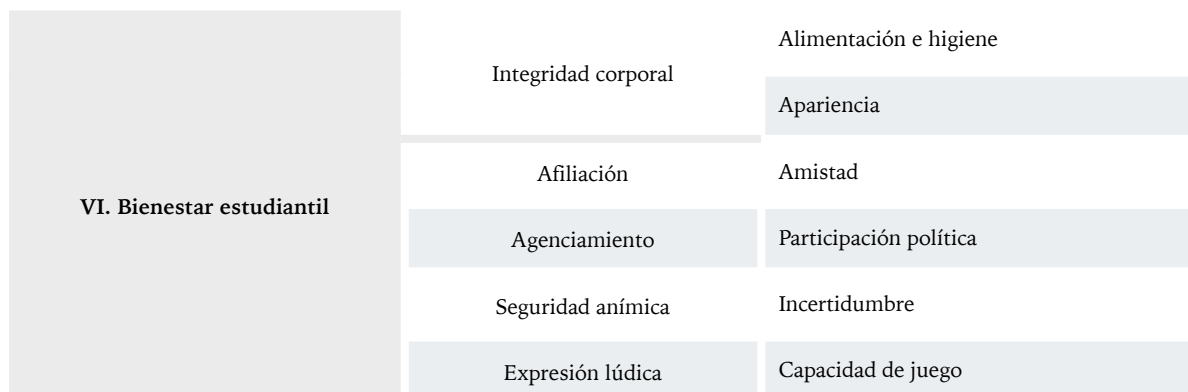 VI. Bienestar estudiantil
Integridad corporal
Alimentación e higiene
Apariencia
Afiliación
Amistad
Agenciamiento
Participación política
Seguridad anímica
Incertidumbre
Expresión lúdica
Capacidad de juego